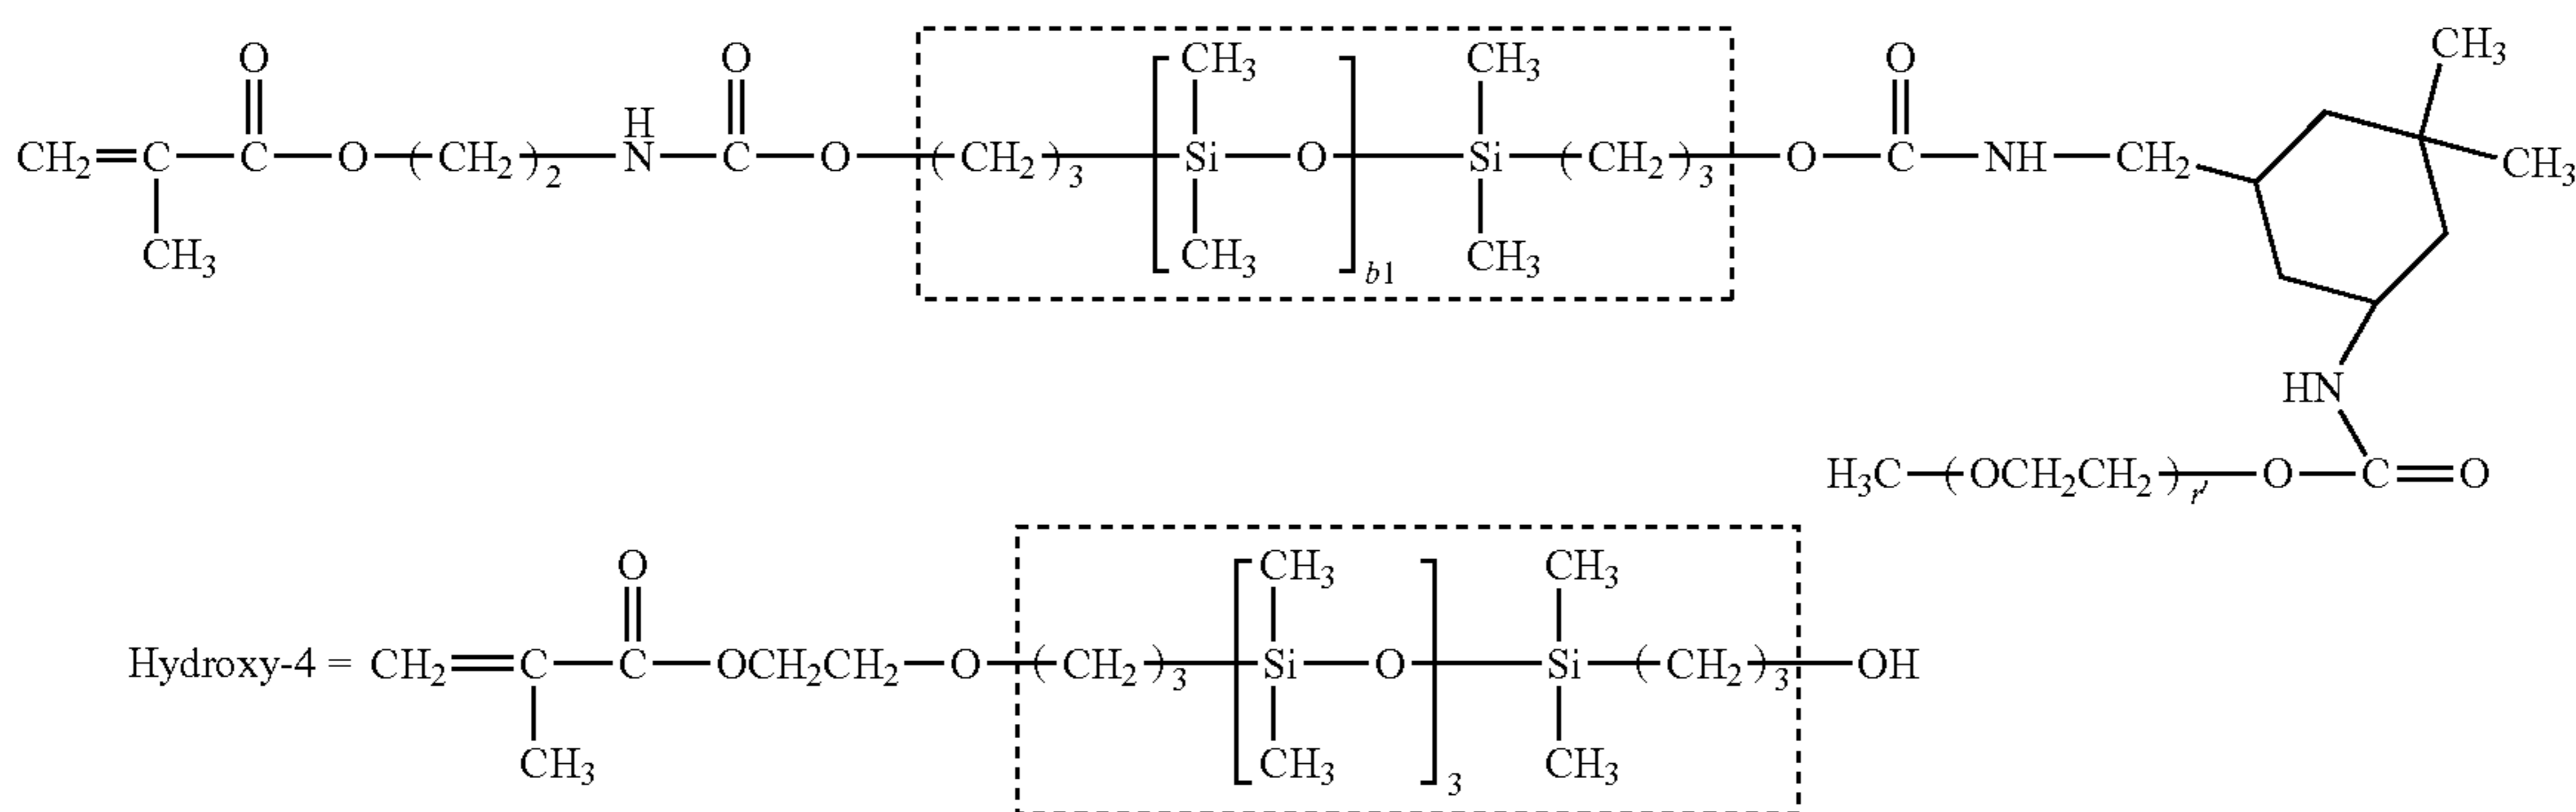 O O CH₃ CH₃ O CH₃
CH₂=C—C—O—(CH₂)₂—N—C—O—(CH₂)₃—[Si—O]b1—Si—(CH₂)₃—O—C—NH—CH₂ CH₃
H
CH₃ CH₃ CH₃
HN
H₃C—(OCH₂CH₂)r'—O—C=O
O CH₃ CH₃
Hydroxy-4 = CH₂=C—C—OCH₂CH₂—O—(CH₂)₃—[Si—O]₃—Si—(CH₂)₃—OH
CH₃ CH₃ CH₃